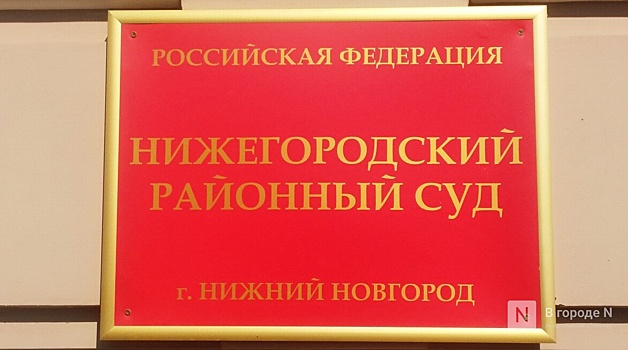 РОССИЙСКАЯ ФЕДЕРАЦИЯ
НИЖЕГОРОДСКИЙ
РАЙОННЫЙ СУД
г. НИЖНИЙ НОВГОРОД
N В городе N